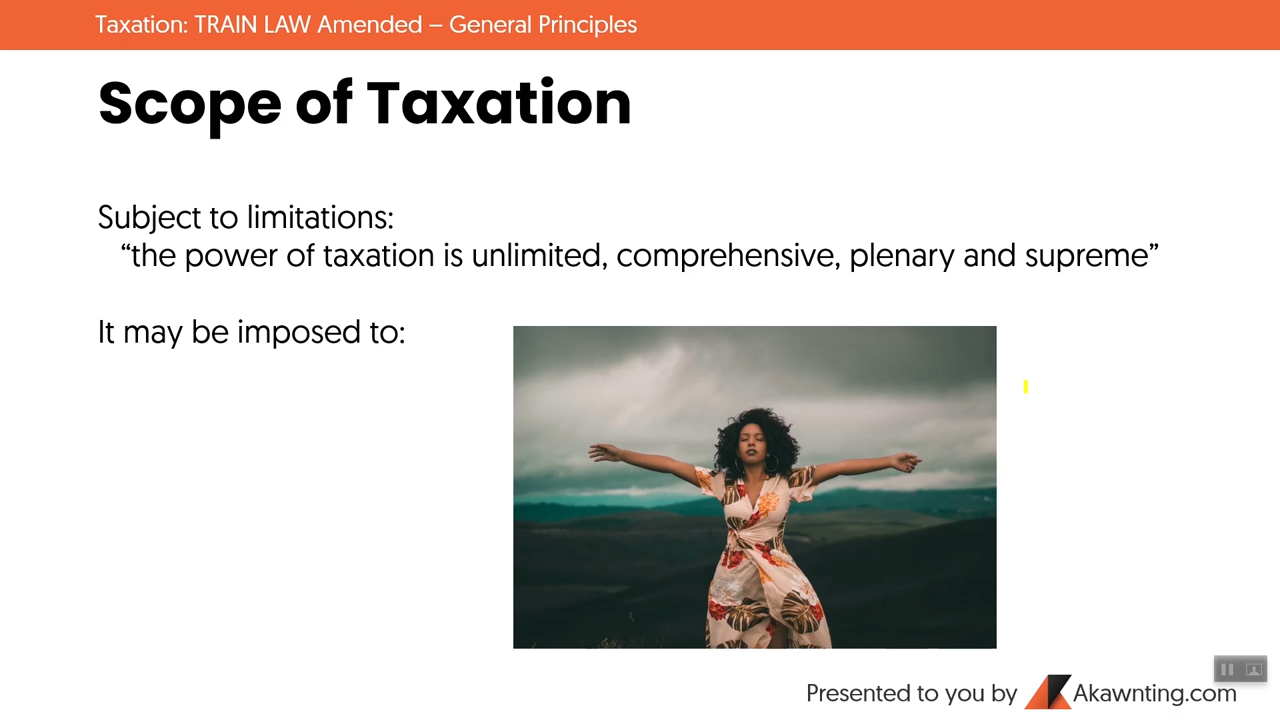 Taxation: TRAIN LAW Amended – General Principles
Scope of Taxation
Subject to limitations:
“the power of taxation is unlimited, comprehensive, plenary and supreme”
It may be imposed to:
Presented to you by Akawnting.com